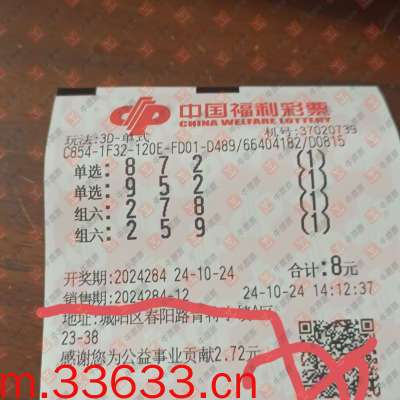 中国福利彩票
CHINA WELFARE LOTTERY
玩法:3D-单式 机号:37020739
C854-1F32-120E-FD01-D489/66404182/D0815
单选: 8 7 2 (1)
单选: 9 5 2 (1)
组六: 2 7 8 (1)
组六: 2 5 9 (1)
开奖期:2024284 24-10-24 合计:8元
销售期:2024284-12 24-10-24 14:12:37
地址:城阳区春阳路
23-38
感谢您为公益事业贡献2.72元
m.33633.cn